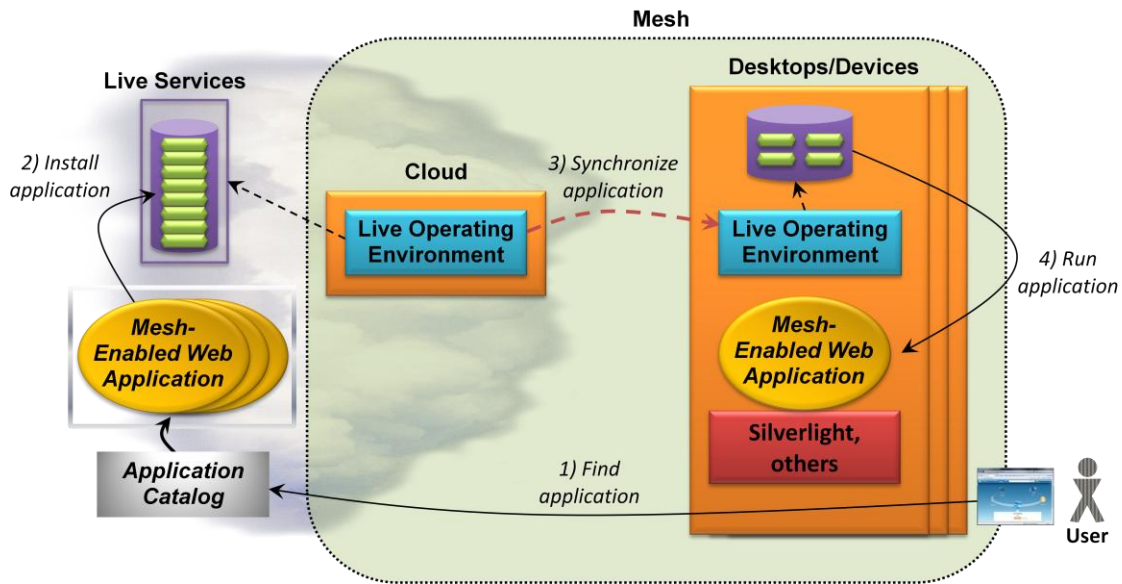 Mesh
Live Services
Desktops/Devices
2) Install
application
Cloud
3) Synchronize
application
Live Operating
Environment
Live Operating
Environment
4) Run
application
Mesh-
Enabled Web
Application
Mesh-
Enabled Web
Application
Silverlight,
others
Application
Catalog
1) Find
application
User